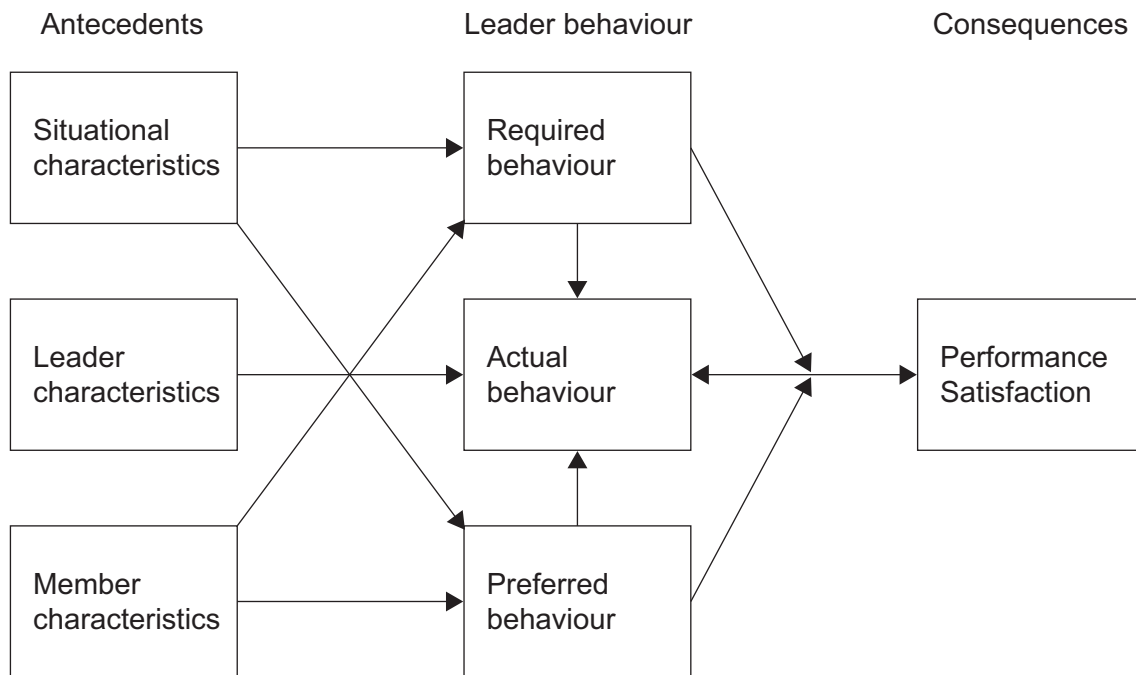 Antecedents
Leader behaviour
Consequences
Situational
characteristics
Required
behaviour
Leader
characteristics
Actual
behaviour
Performance
Satisfaction
Member
characteristics
Preferred
behaviour